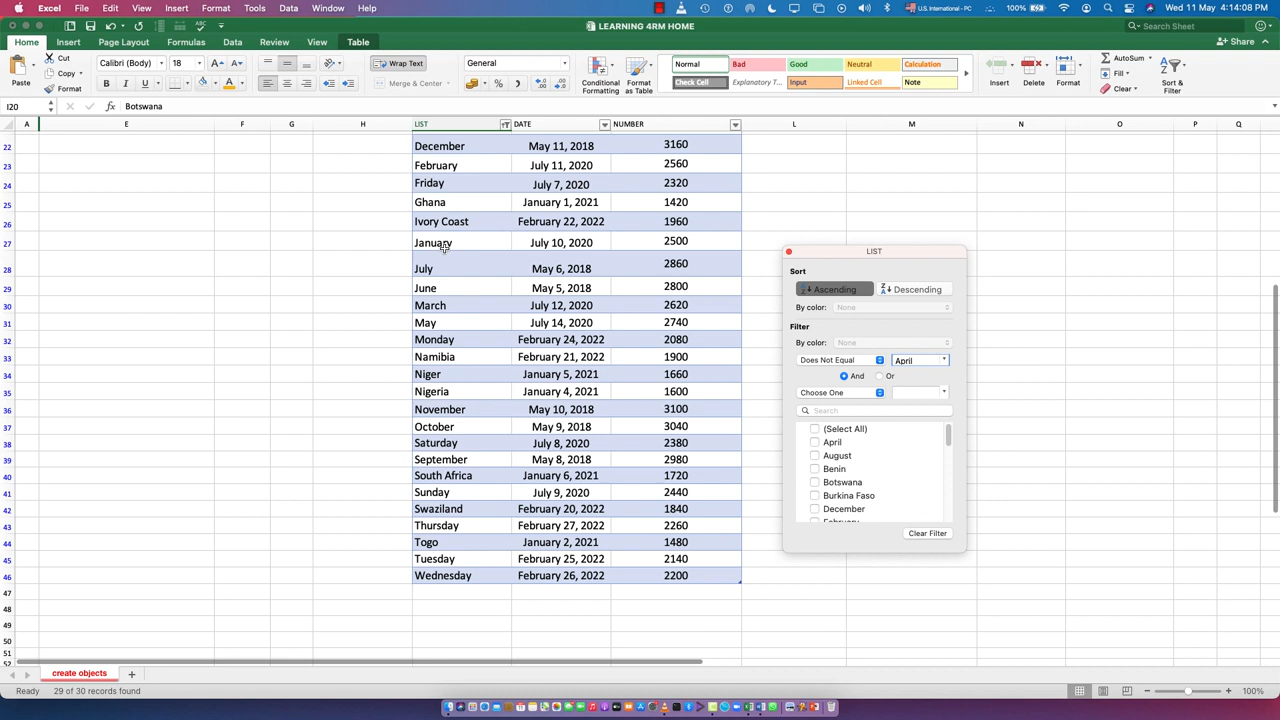 Excel File Edit View Insert Format Tools Data Window Help U.S. International - PC 100% Wed 11 May 4:14:08 PM
LEARNING 4RM HOME Search Sheet
Home Insert Page Layout Formulas Data Review View Table Share
Paste Cut Copy Format
Calibri (Body) 18 Wrap Text Merge & Center General
Conditional Formatting Format as Table
Normal Bad Good Neutral Calculation
Check Cell Explanatory T... Input Linked Cell Note
Insert Delete Format AutoSum Fill Clear Sort & Filter
I20 fx Botswana
A E F G H LIST DATE NUMBER L M N O P Q
22 December May 11, 2018 3160
23 February July 11, 2020 2560
24 Friday July 7, 2020 2320
25 Ghana January 1, 2021 1420
26 Ivory Coast February 22, 2022 1960
27 January July 10, 2020 2500
28 July May 6, 2018 2860
29 June May 5, 2018 2800
30 March July 12, 2020 2620
31 May July 14, 2020 2740
32 Monday February 24, 2022 2080
33 Namibia February 21, 2022 1900
34 Niger January 5, 2021 1660
35 Nigeria January 4, 2021 1600
36 November May 10, 2018 3100
37 October May 9, 2018 3040
38 Saturday July 8, 2020 2380
39 September May 8, 2018 2980
40 South Africa January 6, 2021 1720
41 Sunday July 9, 2020 2440
42 Swaziland February 20, 2022 1840
43 Thursday February 27, 2022 2260
44 Togo January 2, 2021 1480
45 Tuesday February 25, 2022 2140
46 Wednesday February 26, 2022 2200
47
48
49
50
51
52
LIST
Sort
Ascending Descending
By color: None
Filter
By color: None
Does Not Equal April
And Or
Choose One
Search
(Select All)
April
August
Benin
Botswana
Burkina Faso
December
February
Clear Filter
create objects
Ready 29 of 30 records found 100%